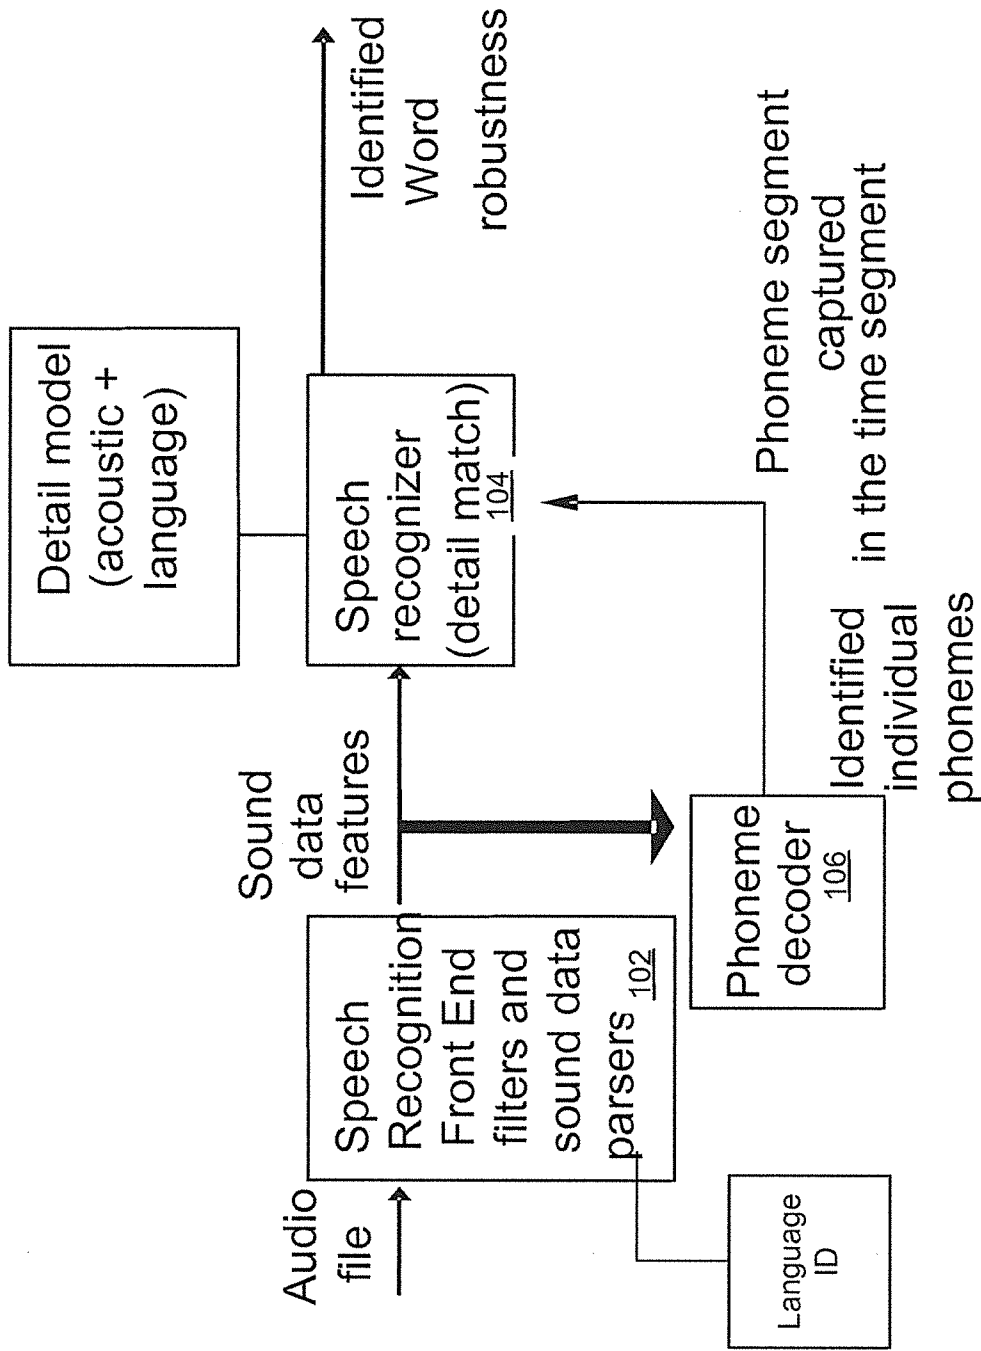 Detail model
(acoustic +
language)
Identified
Word
robustness
Sound
data
features
Speech
recognizer
(detail match)
104
Audio
file
Speech
Recognition
Front End
filters and
sound data
parsers 102
Phoneme segment
captured
in the time segment
Phoneme
decoder
106
Identified
individual
phonemes
Language
ID